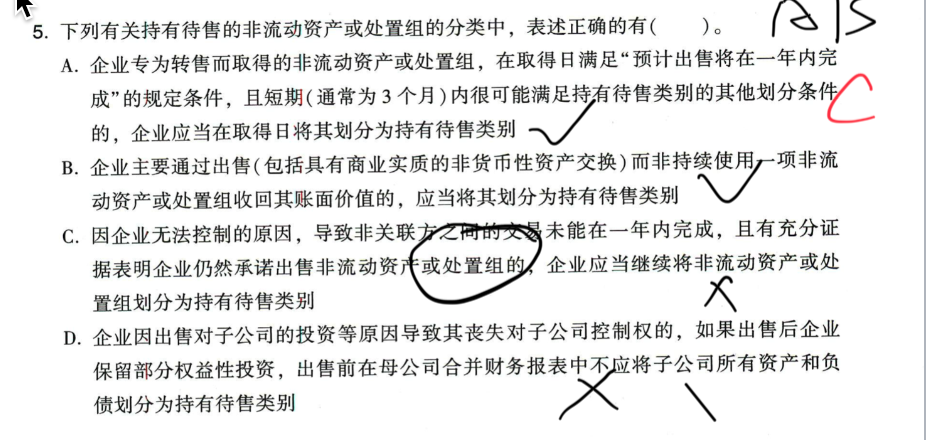 5. 下列有关持有待售的非流动资产或处置组的分类中，表述正确的有(　　)。
AB
A. 企业专为转售而取得的非流动资产或处置组，在取得日满足“预计出售将在一年内完
成”的规定条件，且短期(通常为3个月)内很可能满足持有待售类别的其他划分条件
C
的，企业应当在取得日将其划分为持有待售类别
B. 企业主要通过出售(包括具有商业实质的非货币性资产交换)而非持续使用一项非流
动资产或处置组收回其账面价值的，应当将其划分为持有待售类别
C. 因企业无法控制的原因，导致非关联方之间的交易未能在一年内完成，且有充分证
据表明企业仍然承诺出售非流动资产或处置组的，企业应当继续将非流动资产或处
置组划分为持有待售类别
D. 企业因出售对子公司的投资等原因导致其丧失对子公司控制权的，如果出售后企业
保留部分权益性投资，出售前在母公司合并财务报表中不应将子公司所有资产和负
债划分为持有待售类别